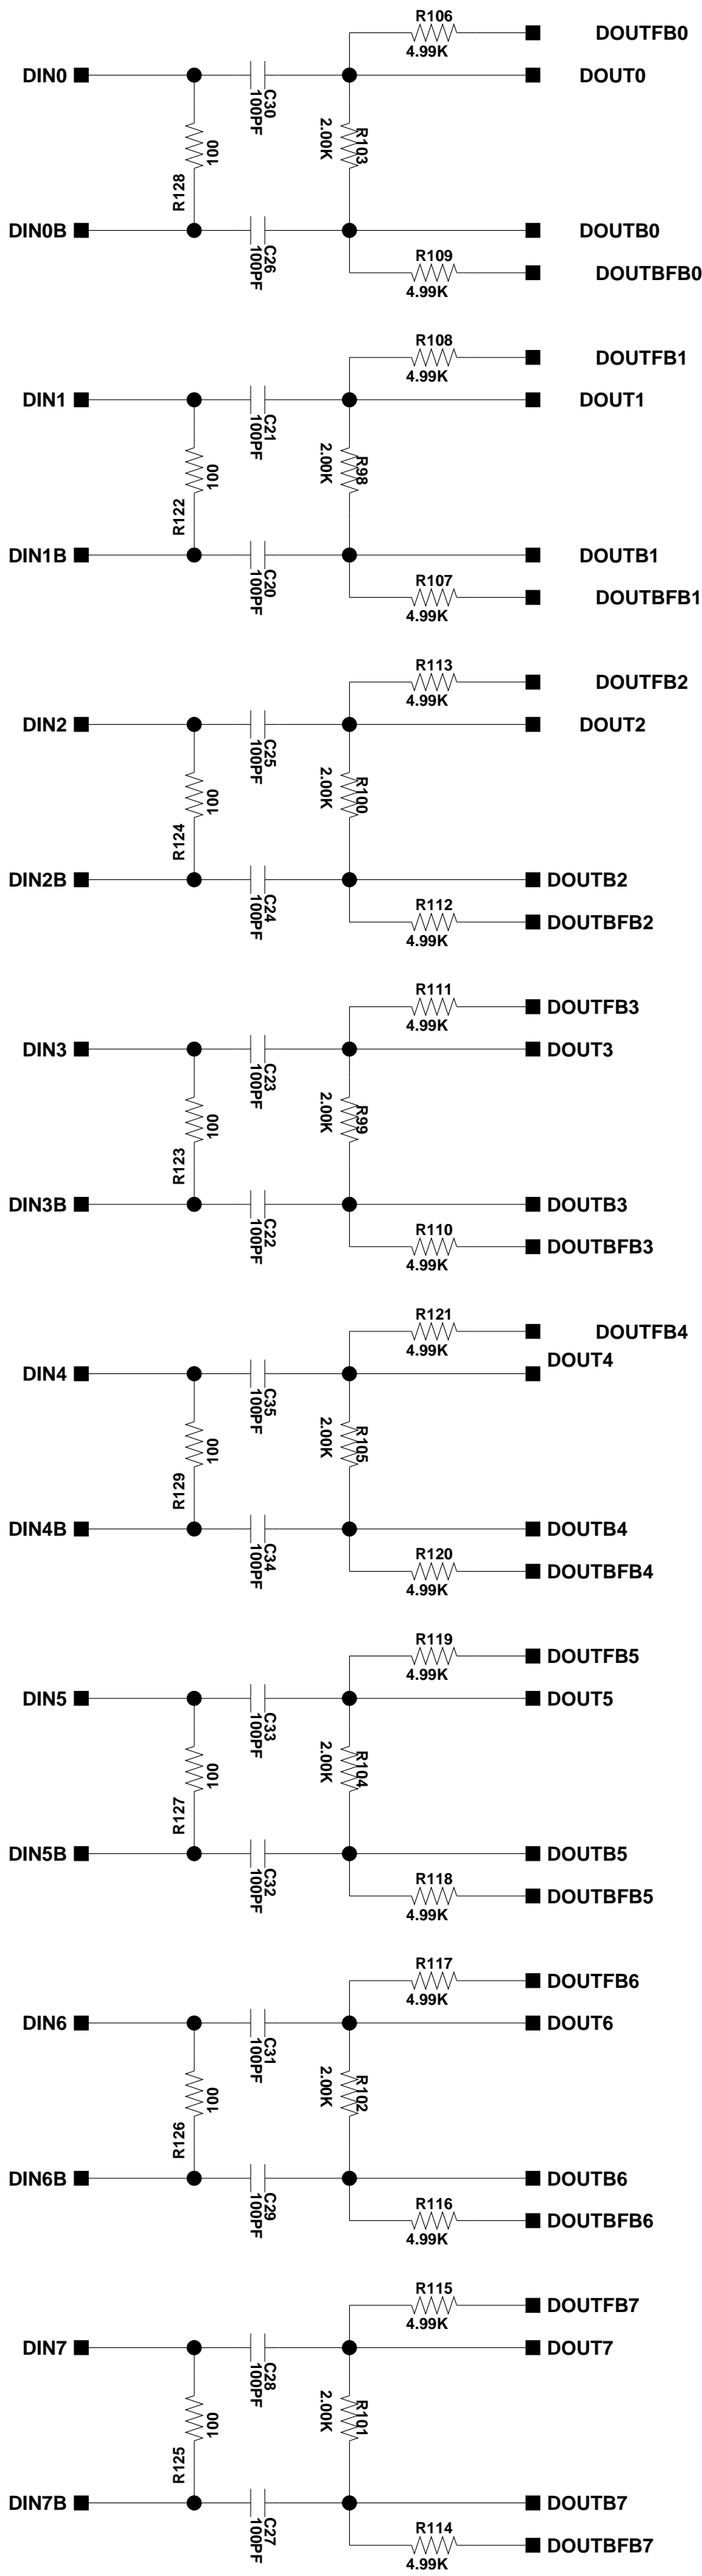 R106
DOUTFB0
4.99K
DIN0
DOUT0
C30
100PF
100
R128
2.00K
R103
DIN0B
DOUTB0
C26
100PF
R109
DOUTBFB0
4.99K
R108
DOUTFB1
4.99K
DIN1
DOUT1
C21
100PF
100
R122
2.00K
R98
DIN1B
DOUTB1
C20
100PF
R107
DOUTBFB1
4.99K
R113
DOUTFB2
4.99K
DIN2
DOUT2
C25
100PF
100
R124
2.00K
R100
DIN2B
DOUTB2
C24
100PF
R112
DOUTBFB2
4.99K
R111
DOUTFB3
4.99K
DIN3
DOUT3
C23
100PF
100
R123
2.00K
R99
DIN3B
DOUTB3
C22
100PF
R110
DOUTBFB3
4.99K
R121
DOUTFB4
4.99K
DIN4
DOUT4
C35
100PF
100
R129
2.00K
R105
DIN4B
DOUTB4
C34
100PF
R120
DOUTBFB4
4.99K
R119
DOUTFB5
4.99K
DIN5
DOUT5
C33
100PF
100
R127
2.00K
R104
DIN5B
DOUTB5
C32
100PF
R118
DOUTBFB5
4.99K
R117
DOUTFB6
4.99K
DIN6
DOUT6
C31
100PF
100
R126
2.00K
R102
DIN6B
DOUTB6
C29
100PF
R116
DOUTBFB6
4.99K
R115
DOUTFB7
4.99K
DIN7
DOUT7
C28
100PF
100
R125
2.00K
R101
DIN7B
DOUTB7
C27
100PF
R114
DOUTBFB7
4.99K